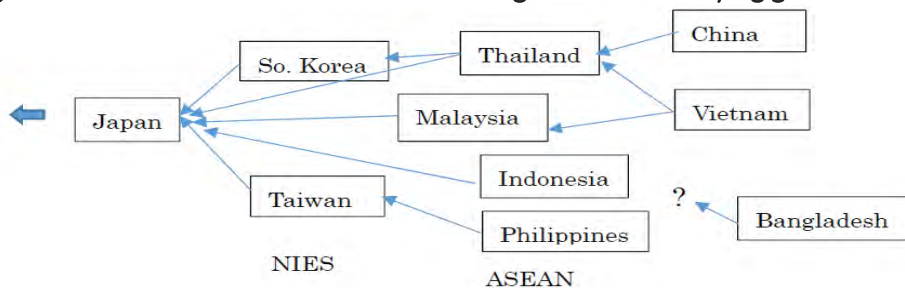 China
So. Korea
Thailand
Japan
Malaysia
Vietnam
Indonesia
Taiwan
?
Bangladesh
Philippines
NIES
ASEAN